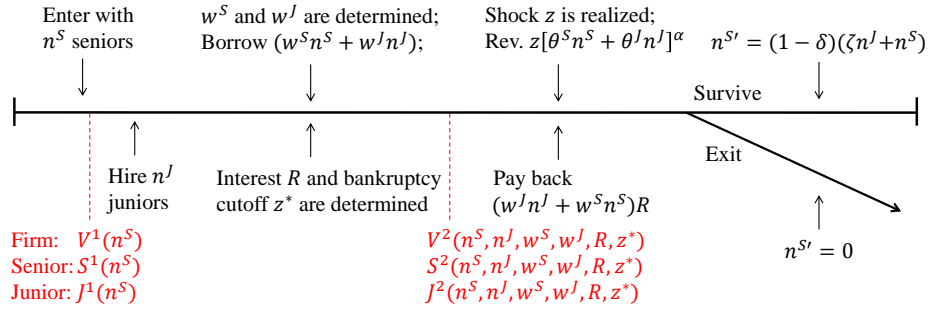 Enter with
n^S seniors
w^S and w^J are determined;
Borrow (w^S n^S + w^J n^J);
Shock z is realized;
Rev. z[θ^S n^S + θ^J n^J]^α
n^S′ = (1 − δ)(ζn^J+n^S)
Survive
Exit
Hire n^J
juniors
Interest R and bankruptcy
cutoff z* are determined
Pay back
(w^J n^J + w^S n^S)R
n^S′ = 0
Firm: V^1(n^S)
Senior: S^1(n^S)
Junior: J^1(n^S)
V^2(n^S, n^J, w^S, w^J, R, z*)
S^2(n^S, n^J, w^S, w^J, R, z*)
J^2(n^S, n^J, w^S, w^J, R, z*)